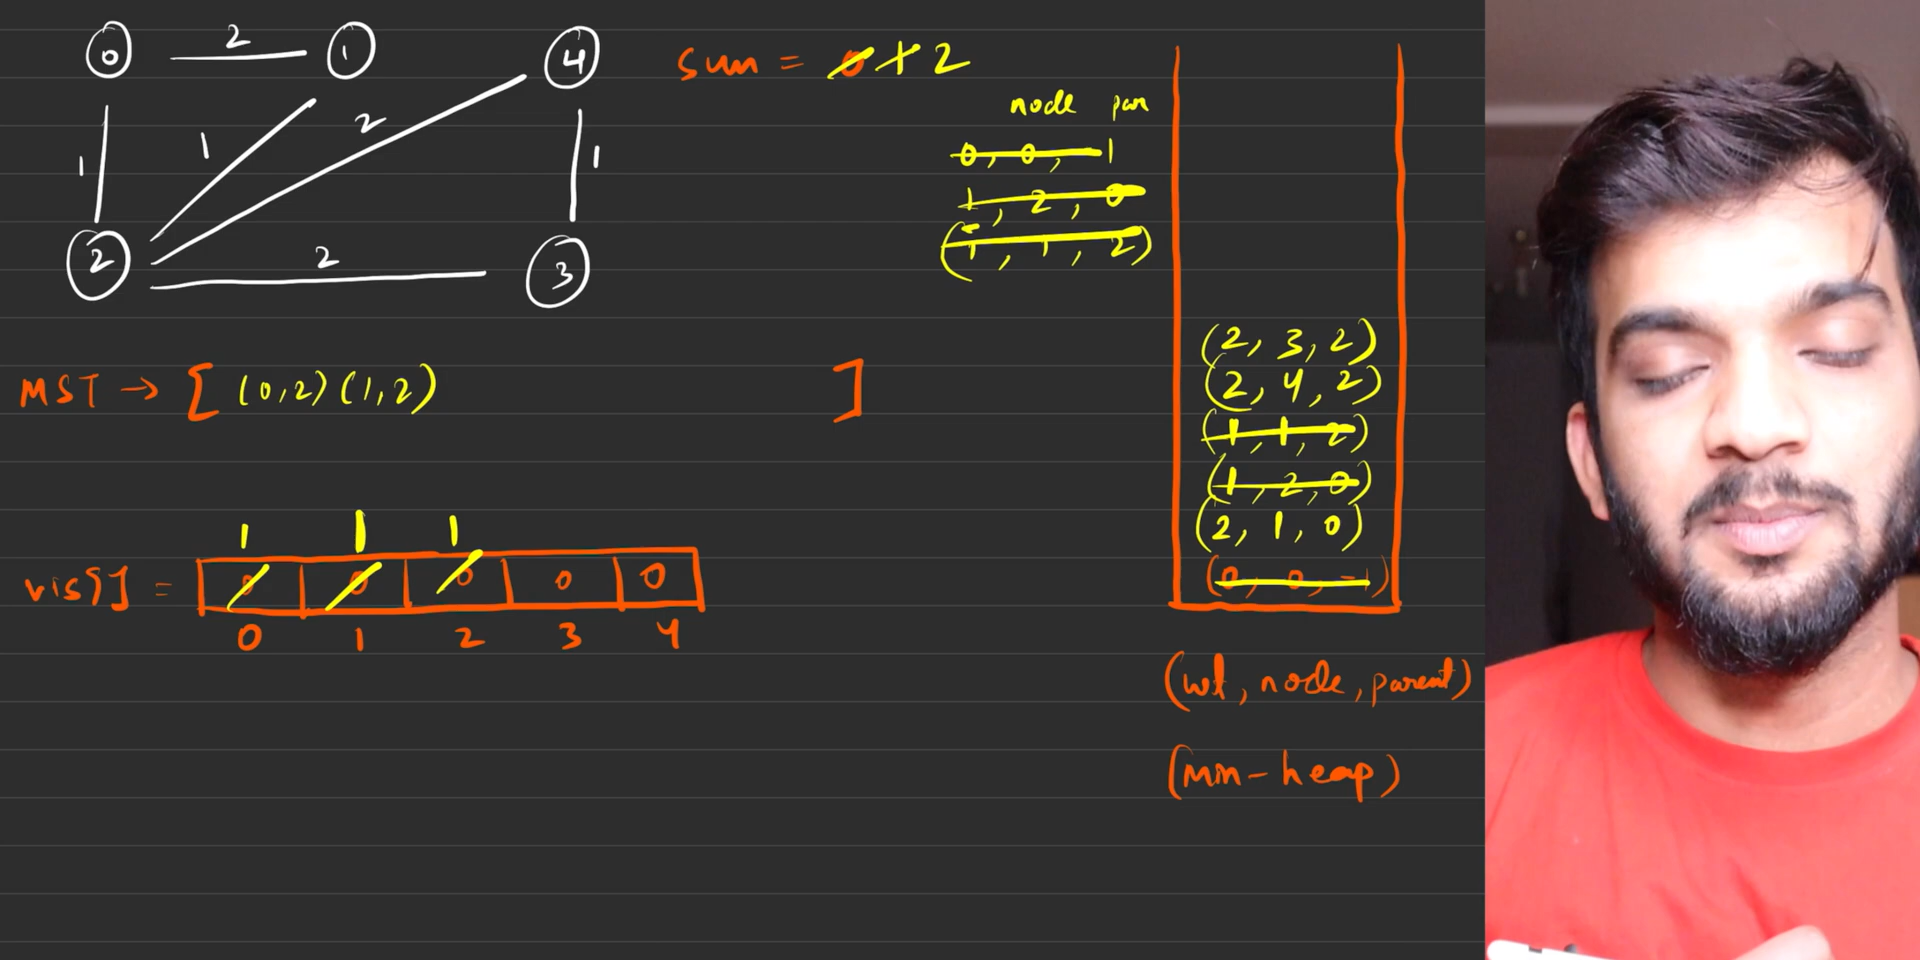 0 2 1 4
1 1 2 1
2 2 3
sum = 0 1 2
node par
0, 0, -1
1, 2, 0
(1, 1, 2)
MST → [ (0,2) (1,2) ]
(2, 3, 2)
(2, 4, 2)
(1, 1, 2)
(1, 2, 0)
(2, 1, 0)
(0, 0, -1)
1 1 1
vis[] = 0 0 0 0 0
0 1 2 3 4
(wt, node, parent)
(min-heap)